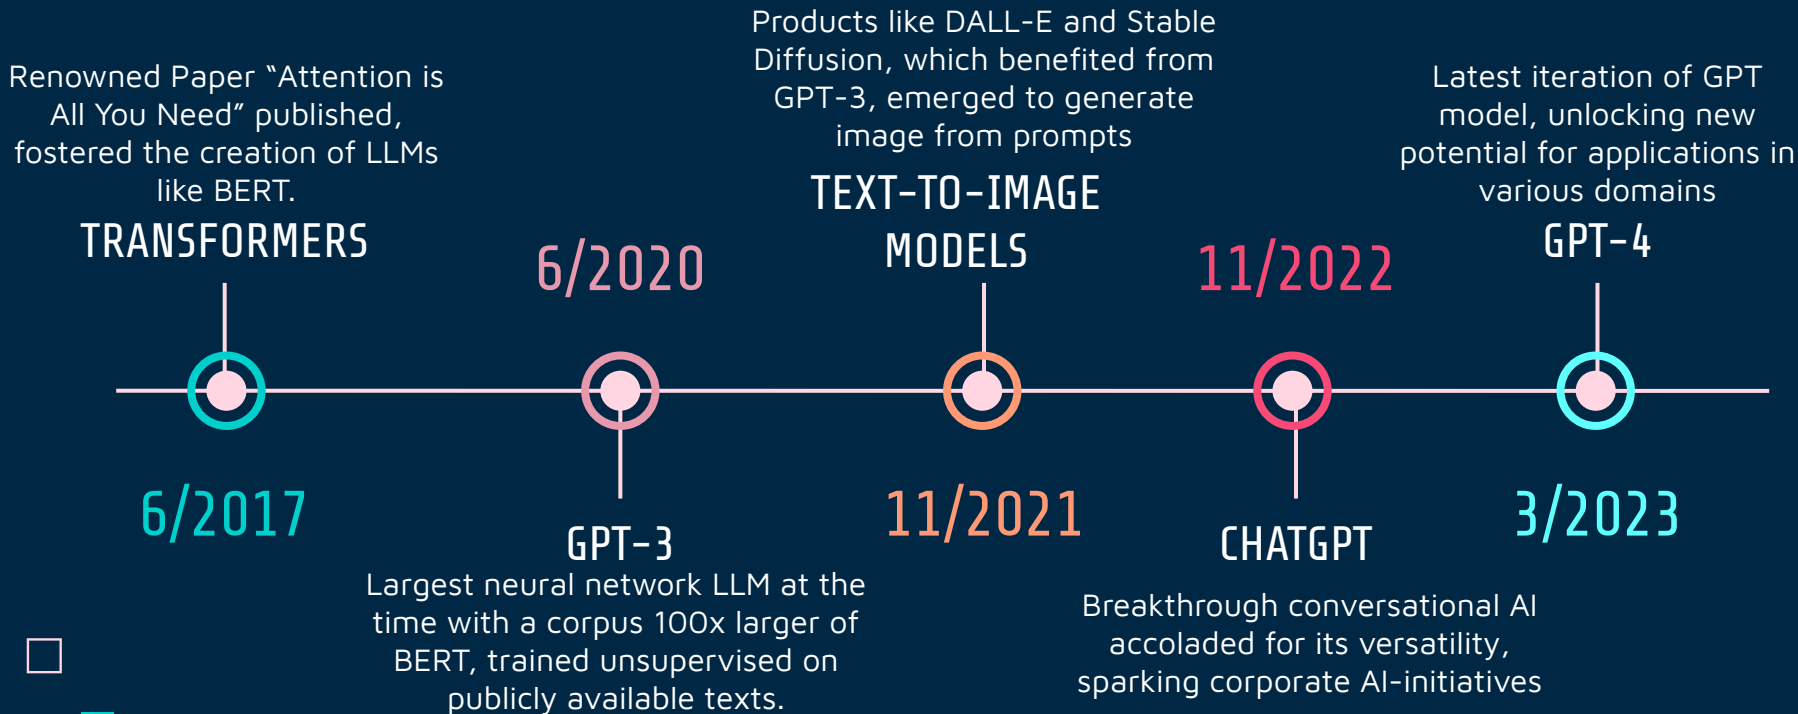 Renowned Paper “Attention is
All You Need” published,
fostered the creation of LLMs
like BERT.
TRANSFORMERS
6/2017
6/2020
GPT-3
Largest neural network LLM at the
time with a corpus 100x larger of
BERT, trained unsupervised on
publicly available texts.
Products like DALL-E and Stable
Diffusion, which benefited from
GPT-3, emerged to generate
image from prompts
TEXT-TO-IMAGE
MODELS
11/2021
11/2022
CHATGPT
Breakthrough conversational AI
accoladed for its versatility,
sparking corporate AI-initiatives
Latest iteration of GPT
model, unlocking new
potential for applications in
various domains
GPT-4
3/2023